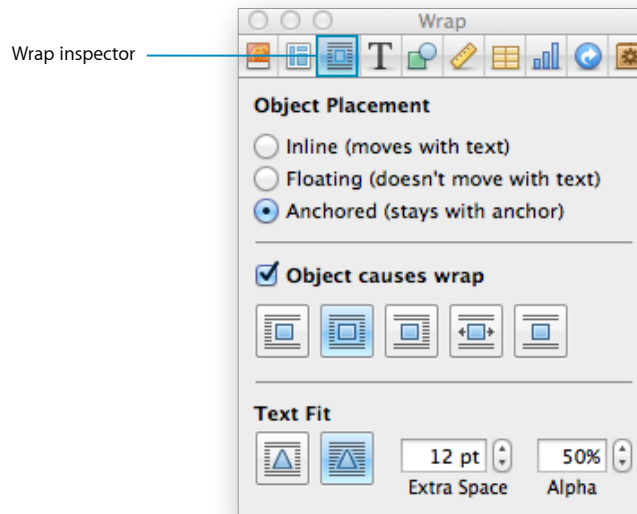 Wrap
Wrap inspector
T
Object Placement
Inline (moves with text)
Floating (doesn't move with text)
Anchored (stays with anchor)
Object causes wrap
Text Fit
12 pt 50%
Extra Space Alpha